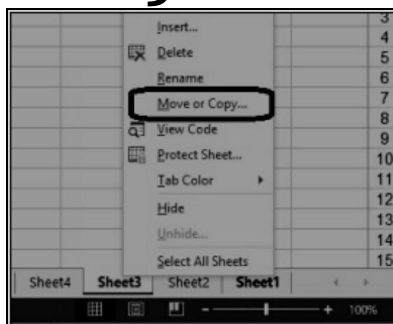 Insert...
3
4
Delete
5
Rename
6
Move or Copy...
7
8
View Code
9
Protect Sheet...
10
Tab Color
11
12
Hide
13
Unhide...
14
Select All Sheets
15
Sheet4 Sheet3 Sheet2 Sheet1
100%